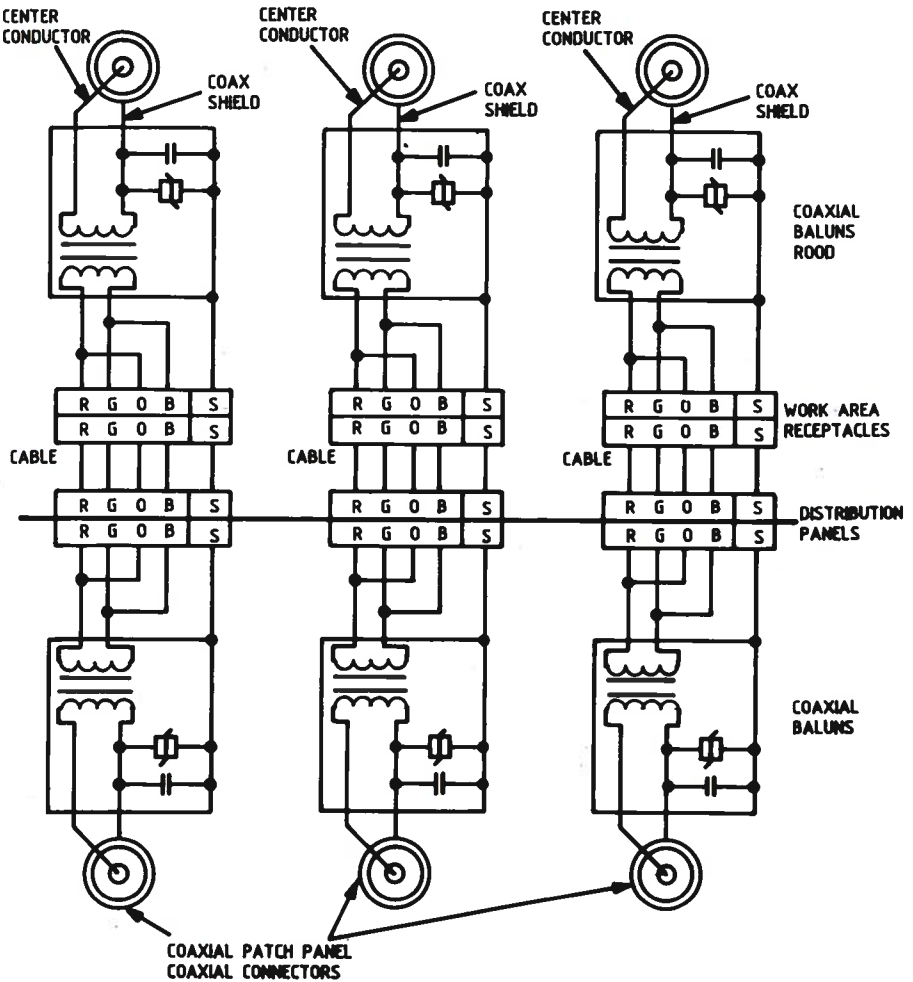 CENTER
CONDUCTOR
CENTER
CONDUCTOR
CENTER
CONDUCTOR
COAX
SHIELD
COAX
SHIELD
COAX
SHIELD
COAXIAL
BALUNS
ROOD
R G O B S
R G O B S
R G O B S
R G O B S
R G O B S
R G O B S
WORK AREA
RECEPTACLES
CABLE
CABLE
CABLE
R G O B S
R G O B S
R G O B S
R G O B S
R G O B S
R G O B S
DISTRIBUTION
PANELS
COAXIAL
BALUNS
COAXIAL PATCH PANEL
COAXIAL CONNECTORS